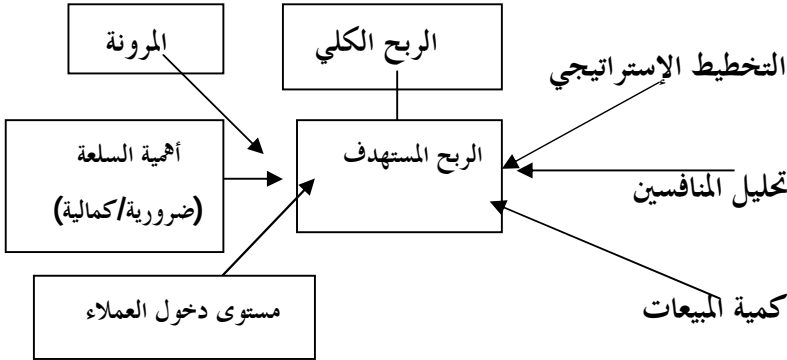 الربح الكلي
المرونة
التخطيط الإستراتيجي
الربح المستهدف
أهمية السلعة
(ضرورية/كمالية)
تحليل المنافسين
مستوى دخول العملاء
كمية المبيعات